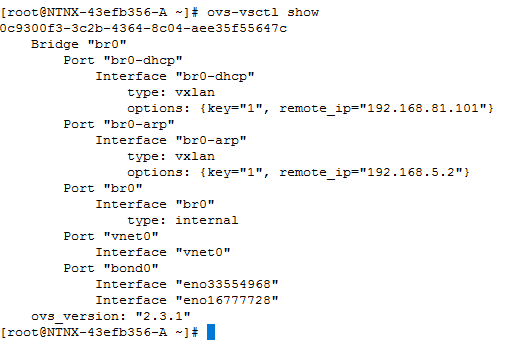 [root@NTNX-43efb356-A ~]# ovs-vsctl show
0c9300f3-3c2b-4364-8c04-aee35f55647c
    Bridge "br0"
        Port "br0-dhcp"
            Interface "br0-dhcp"
                type: vxlan
                options: {key="1", remote_ip="192.168.81.101"}
        Port "br0-arp"
            Interface "br0-arp"
                type: vxlan
                options: {key="1", remote_ip="192.168.5.2"}
        Port "br0"
            Interface "br0"
                type: internal
        Port "vnet0"
            Interface "vnet0"
        Port "bond0"
            Interface "eno33554968"
            Interface "eno16777728"
    ovs_version: "2.3.1"
[root@NTNX-43efb356-A ~]#